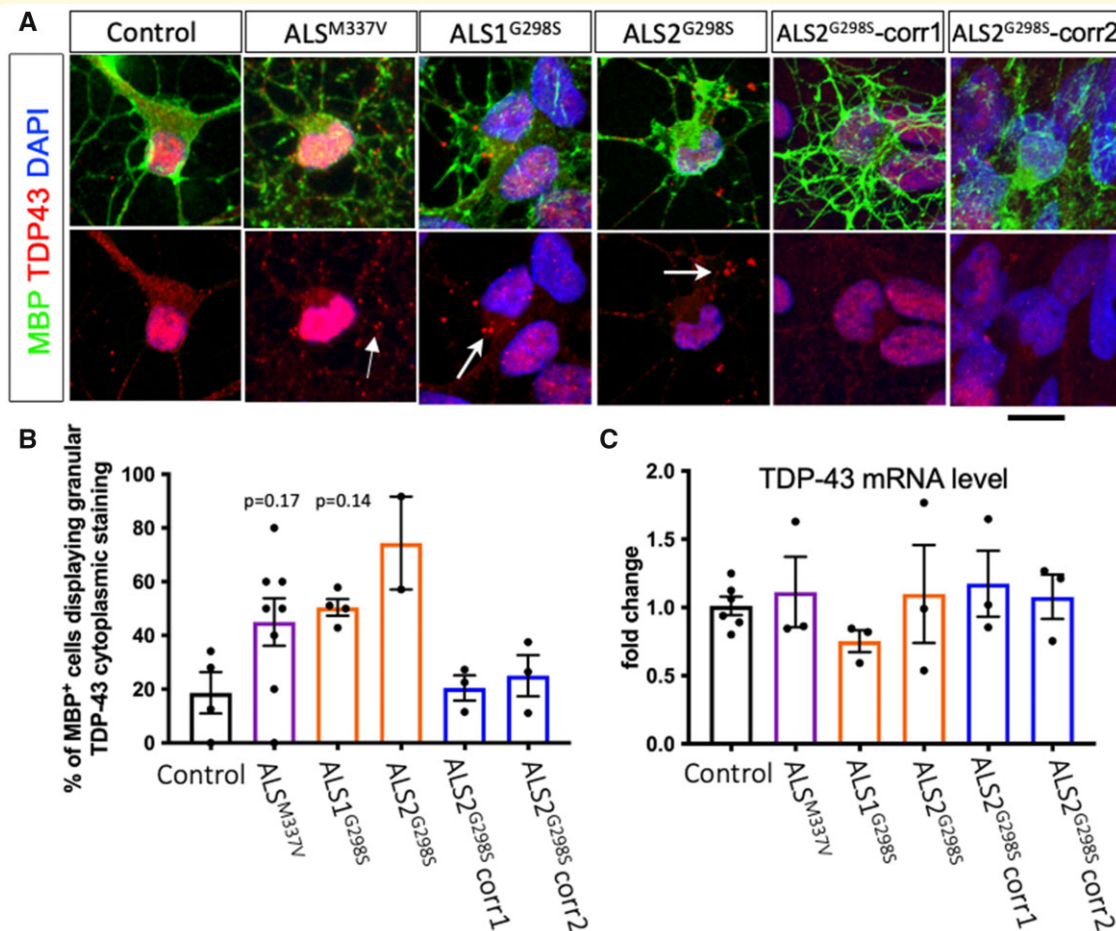 A
Control
ALSM337V
ALS1G298S
ALS2G298S
ALS2G298S-corr1
ALS2G298S-corr2
MBP TDP43 DAPI
B
% of MBP+ cells displaying granular
TDP-43 cytoplasmic staining
100
80
60
40
20
0
p=0.17
p=0.14
Control
ALSM337V
ALS1G298S
ALS2G298S
ALS2G298S corr1
ALS2G298S corr2
C
TDP-43 mRNA level
fold change
2.0
1.5
1.0
0.5
0.0
Control
ALSM337V
ALS1G298S
ALS2G298S
ALS2G298S corr1
ALS2G298S corr2